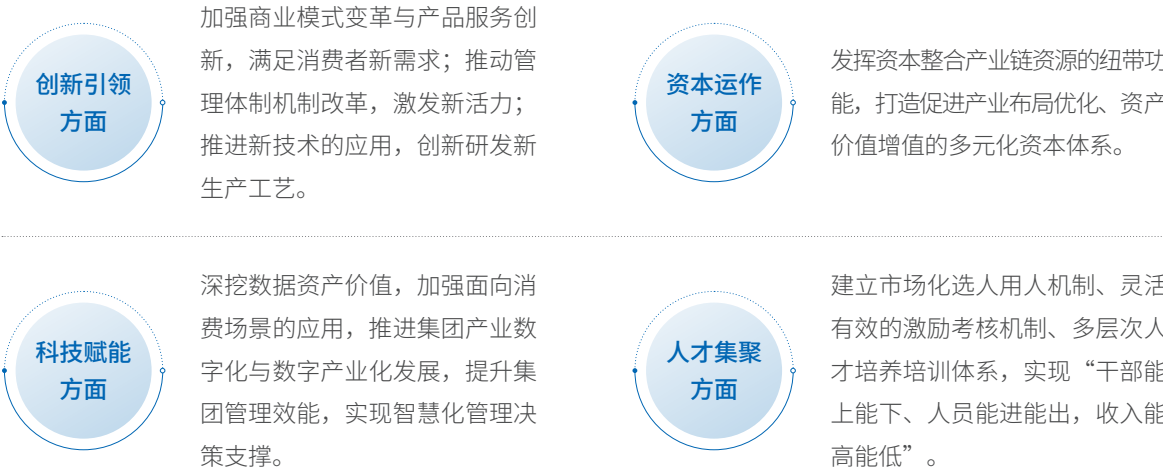 创新引领
方面
加强商业模式变革与产品服务创
新，满足消费者新需求；推动管
理体制机制改革，激发新活力；
推进新技术的应用，创新研发新
生产工艺。
资本运作
方面
发挥资本整合产业链资源的纽带功
能，打造促进产业布局优化、资产
价值增值的多元化资本体系。
科技赋能
方面
深挖数据资产价值，加强面向消
费场景的应用，推进集团产业数
字化与数字产业化发展，提升集
团管理效能，实现智慧化管理决
策支撑。
人才集聚
方面
建立市场化选人用人机制、灵活
有效的激励考核机制、多层次人
才培养培训体系，实现“干部能
上能下、人员能进能出，收入能
高能低”。